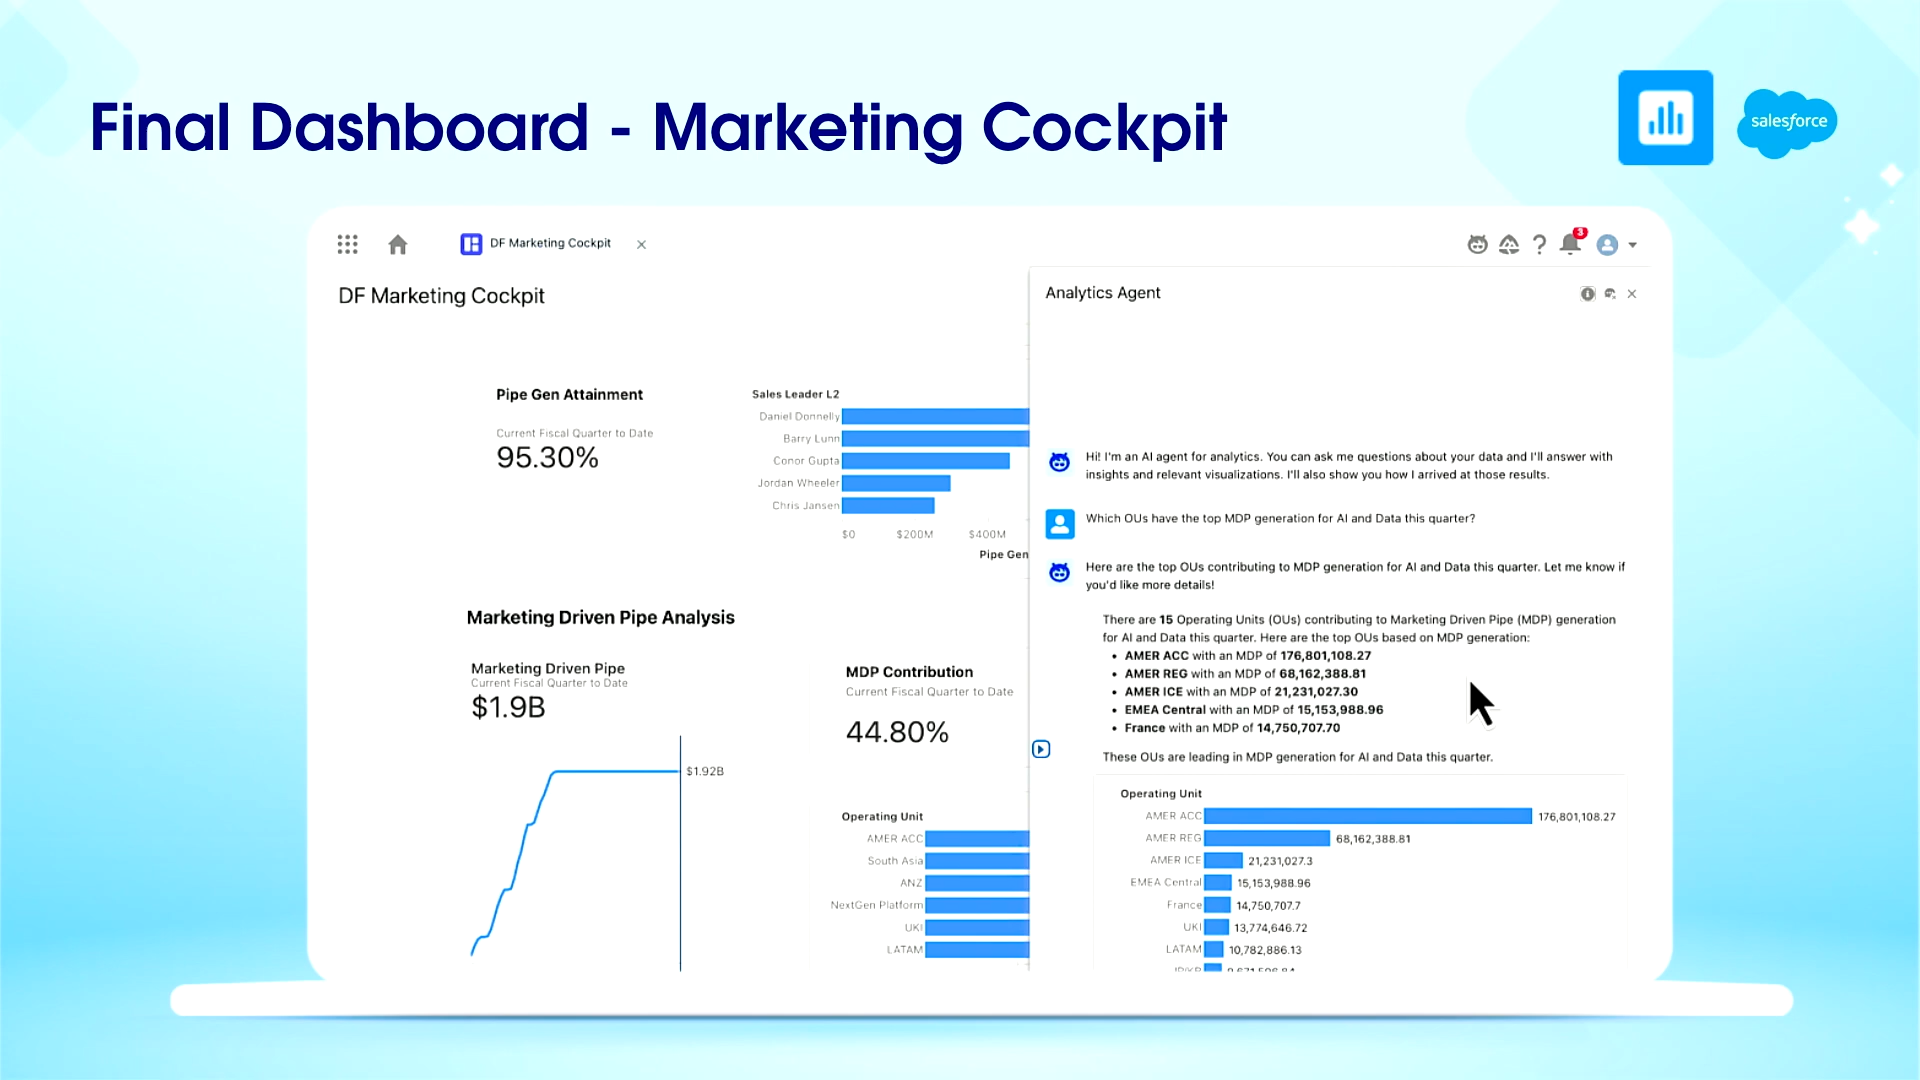 Final Dashboard - Marketing Cockpit
salesforce
DF Marketing Cockpit
3
DF Marketing Cockpit
Pipe Gen Attainment
Current Fiscal Quarter to Date
95.30%
Sales Leader L2
Daniel Donnelly
Barry Lunn
Conor Gupta
Jordan Wheeler
Chris Jansen
$0 $200M $400M
Pipe Gen
Marketing Driven Pipe Analysis
Marketing Driven Pipe
Current Fiscal Quarter to Date
$1.9B
$1.92B
MDP Contribution
Current Fiscal Quarter to Date
44.80%
Operating Unit
AMER ACC
South Asia
ANZ
NextGen Platform
UKI
LATAM
Analytics Agent
Hi! I'm an AI agent for analytics. You can ask me questions about your data and I'll answer with
insights and relevant visualizations. I'll also show you how I arrived at those results.
Which OUs have the top MDP generation for AI and Data this quarter?
Here are the top OUs contributing to MDP generation for AI and Data this quarter. Let me know if
you'd like more details!
There are 15 Operating Units (OUs) contributing to Marketing Driven Pipe (MDP) generation
for AI and Data this quarter. Here are the top OUs based on MDP generation:
• AMER ACC with an MDP of 176,801,108.27
• AMER REG with an MDP of 68,162,388.81
• AMER ICE with an MDP of 21,231,027.30
• EMEA Central with an MDP of 15,153,988.96
• France with an MDP of 14,750,707.70
These OUs are leading in MDP generation for AI and Data this quarter.
Operating Unit
AMER ACC 176,801,108.27
AMER REG 68,162,388.81
AMER ICE 21,231,027.3
EMEA Central 15,153,988.96
France 14,750,707.7
UKI 13,774,646.72
LATAM 10,782,886.13